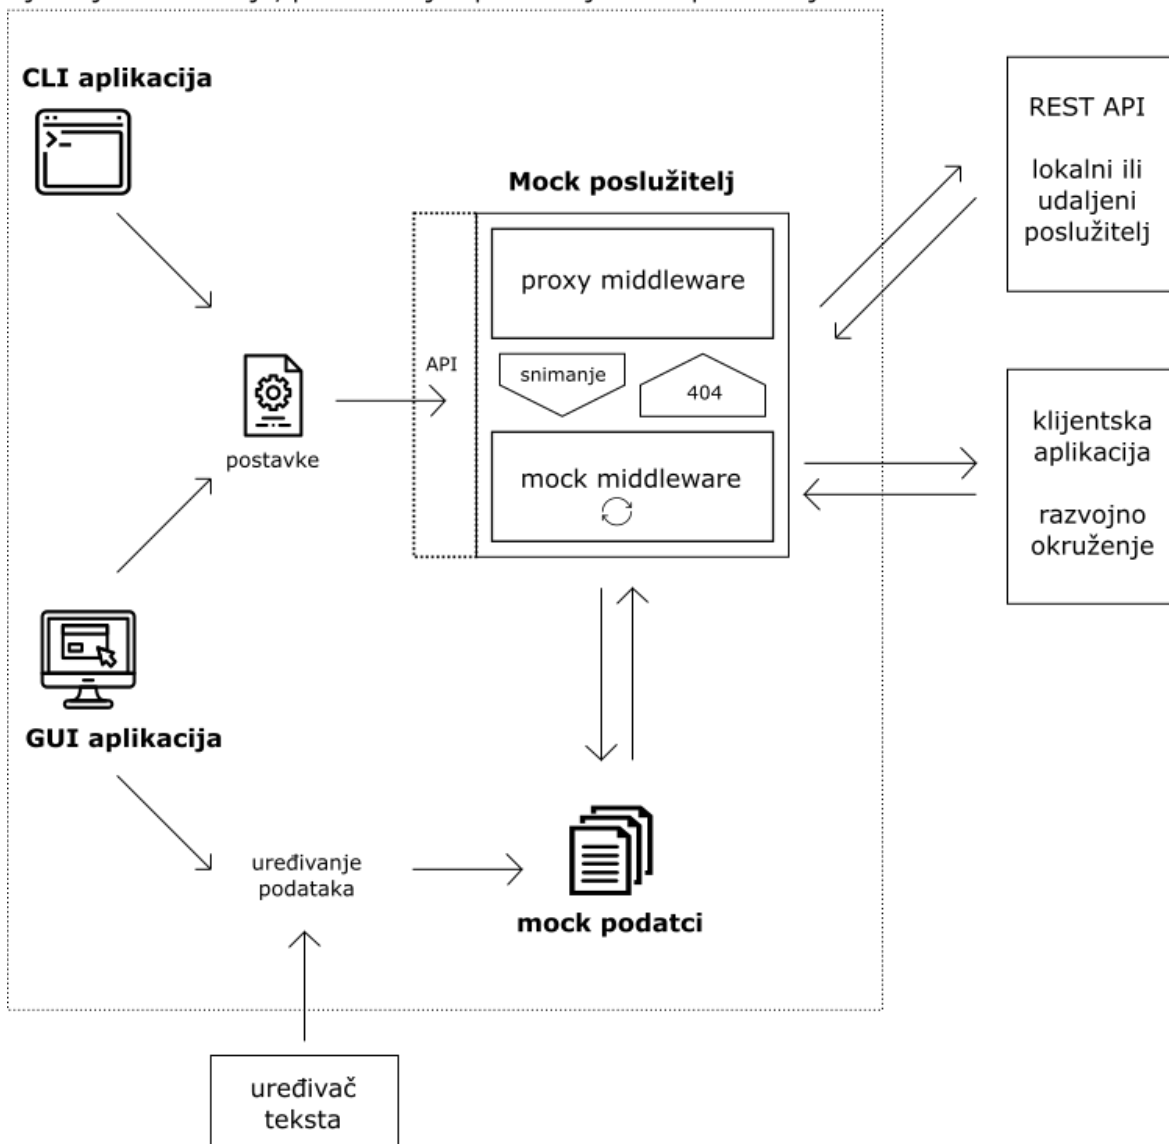 CLI aplikacija
Mock poslužitelj
REST API
lokalni ili
udaljeni
poslužitelj
proxy middleware
API
snimanje
404
postavke
mock middleware
klijentska
aplikacija
razvojno
okruženje
GUI aplikacija
uređivanje
podataka
mock podatci
uređivač
teksta